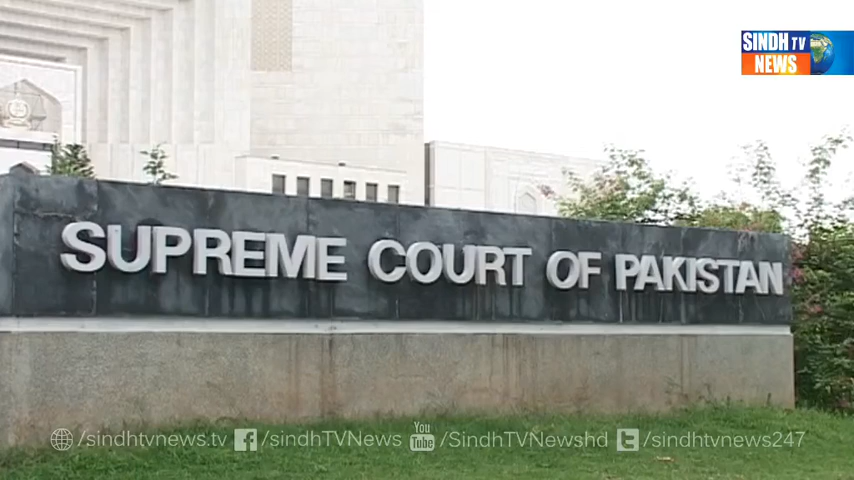 SINDH TV
NEWS
SUPREME COURT OF PAKISTAN
/sindhtvnews.tv /sindhTVNews You Tube /SindhTVNewshd /sindhtvnews247